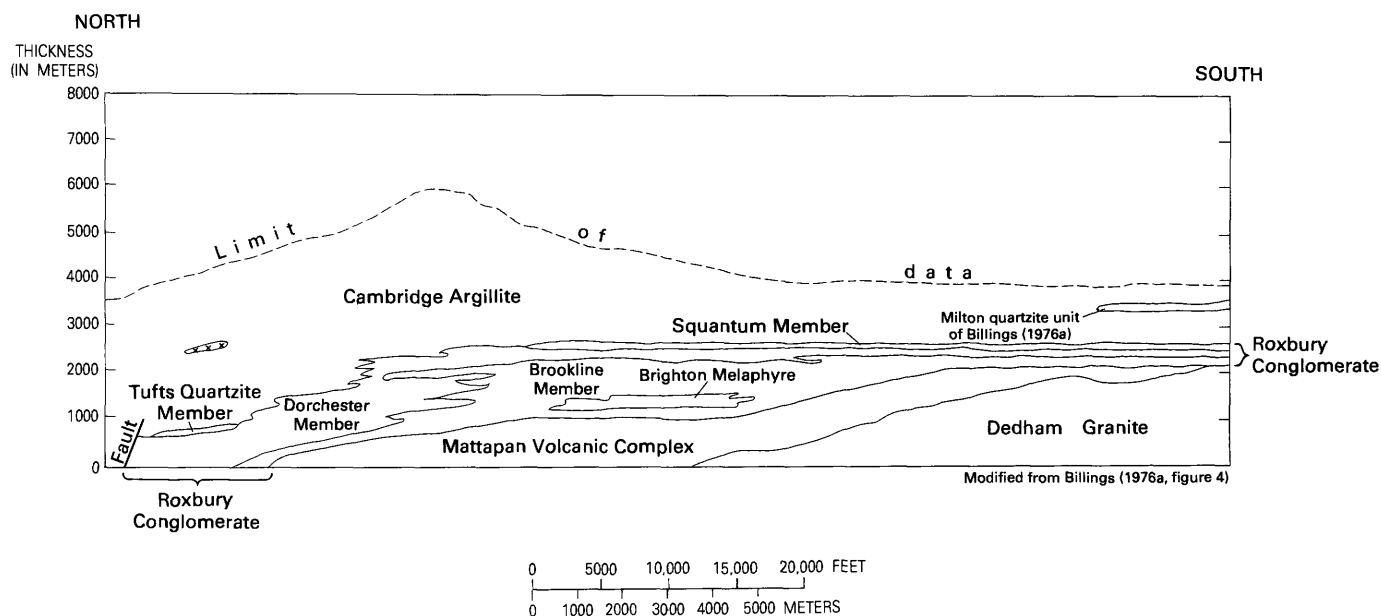 NORTH
THICKNESS
(IN METERS)
SOUTH
8000
7000
6000
5000
4000
3000
2000
1000
0
Limit of data
Cambridge Argillite
Milton quartzite unit
of Billings (1976a)
Squantum Member
Roxbury
Conglomerate
Tufts Quartzite
Member
Dorchester
Member
Brookline
Member
Brighton Melaphyre
Fault
Mattapan Volcanic Complex
Dedham Granite
Modified from Billings (1976a, figure 4)
Roxbury
Conglomerate
0 5000 10,000 15,000 20,000 FEET
0 1000 2000 3000 4000 5000 METERS